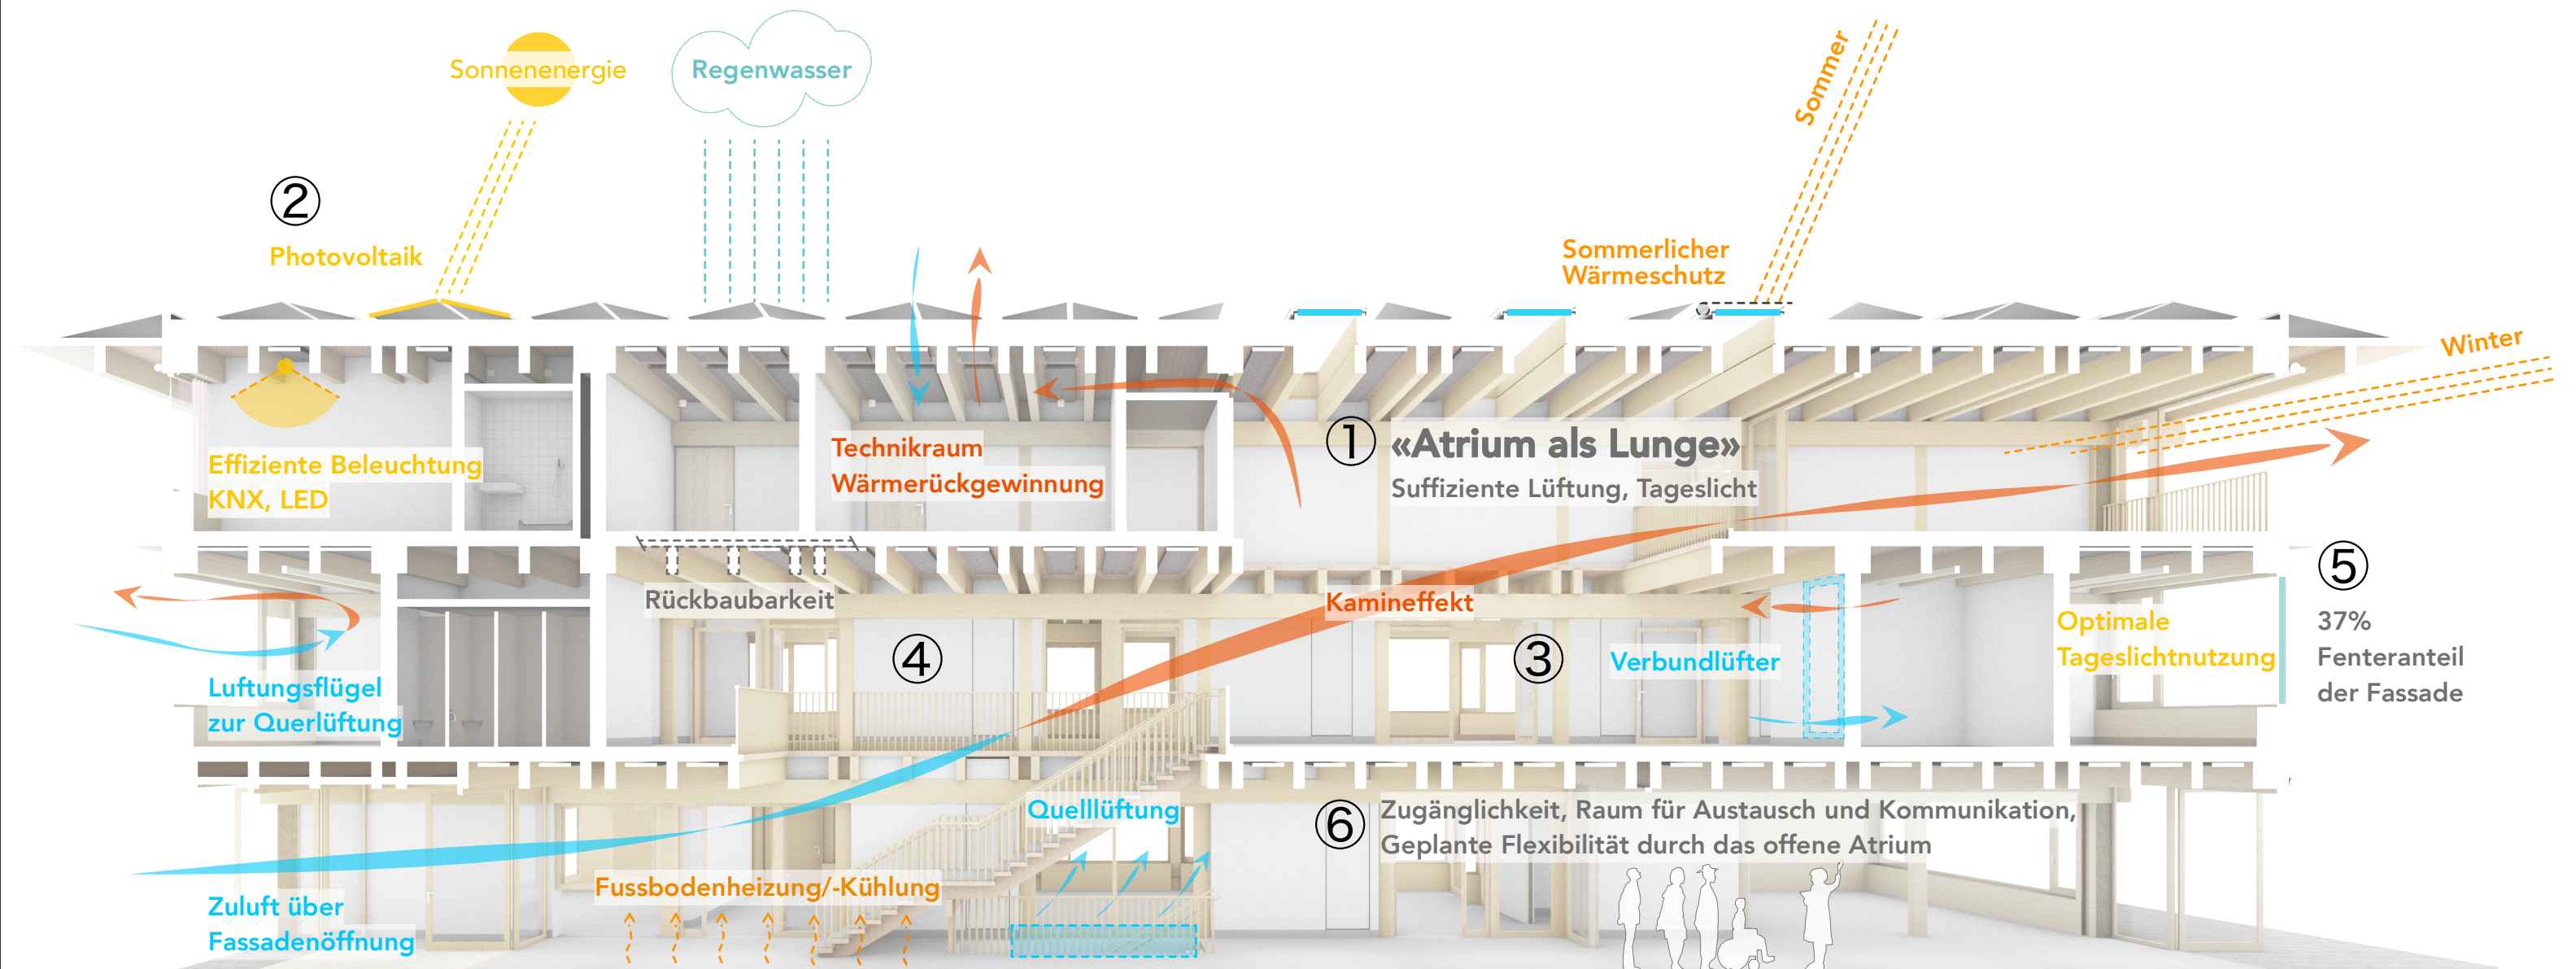 Sonnenenergie
Regenwasser
Sommer
②
Photovoltaik
Sommerlicher
Wärmeschutz
Winter
Effiziente Beleuchtung
KNX, LED
Technikraum
Wärmerückgewinnung
① «Atrium als Lunge»
Suffiziente Lüftung, Tageslicht
Rückbaubarkeit
Kamineffekt
⑤
37%
Fenteranteil
der Fassade
④
③
Verbundlüfter
Optimale
Tageslichtnutzung
Luftungsflügel
zur Querlüftung
Quelllüftung
⑥ Zugänglichkeit, Raum für Austausch und Kommunikation,
Geplante Flexibilität durch das offene Atrium
Fussbodenheizung/-Kühlung
Zuluft über
Fassadenöffnung